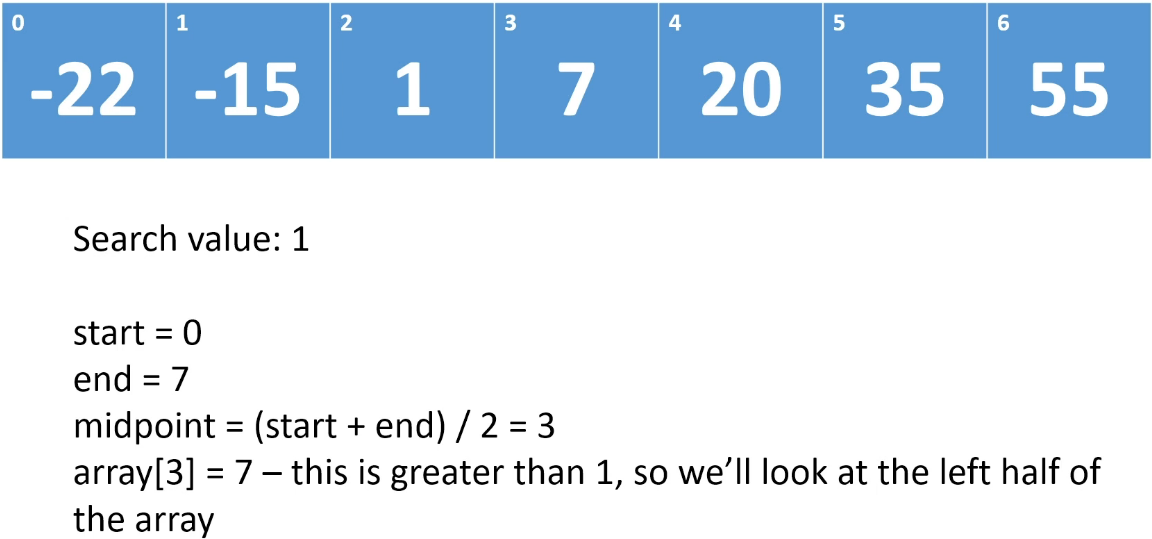 0 1 2 3 4 5 6
-22 -15 1 7 20 35 55
Search value: 1
start = 0
end = 7
midpoint = (start + end) / 2 = 3
array[3] = 7 – this is greater than 1, so we’ll look at the left half of
the array